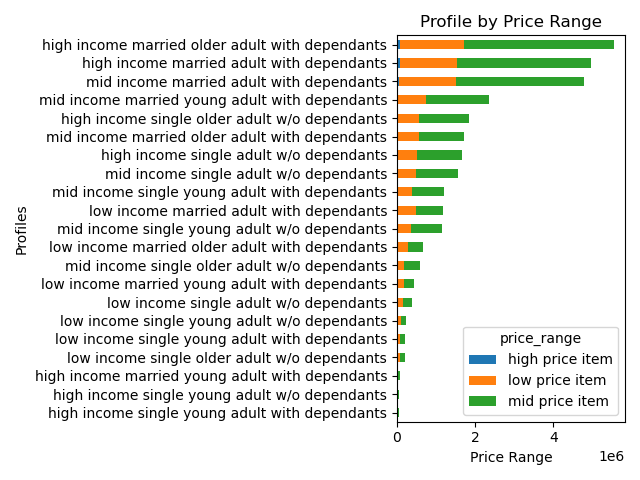 Profile by Price Range
high income married older adult with dependants
high income married adult with dependants
mid income married adult with dependants
mid income married young adult with dependants
high income single older adult w/o dependants
mid income married older adult with dependants
high income single adult w/o dependants
mid income single adult w/o dependants
mid income single young adult with dependants
low income married adult with dependants
mid income single young adult w/o dependants
low income married older adult with dependants
mid income single older adult w/o dependants
low income married young adult with dependants
low income single adult w/o dependants
low income single young adult w/o dependants
low income single young adult with dependants
low income single older adult w/o dependants
high income married young adult with dependants
high income single young adult w/o dependants
high income single young adult with dependants
Profiles
price_range
high price item
low price item
mid price item
0 2 4
1e6
Price Range